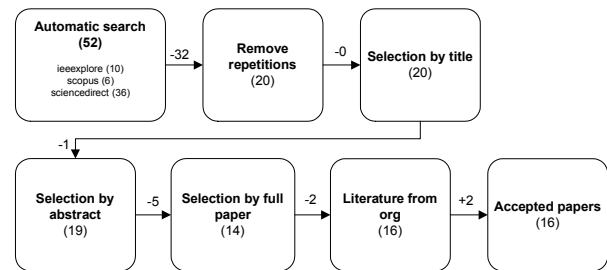 Automatic search
(52)
ieeexplore (10)
scopus (6)
sciencedirect (36)
-32
Remove
repetitions
(20)
-0
Selection by title
(20)
-1
Selection by
abstract
(19)
-5
Selection by full
paper
(14)
-2
Literature from
org
(16)
+2
Accepted papers
(16)